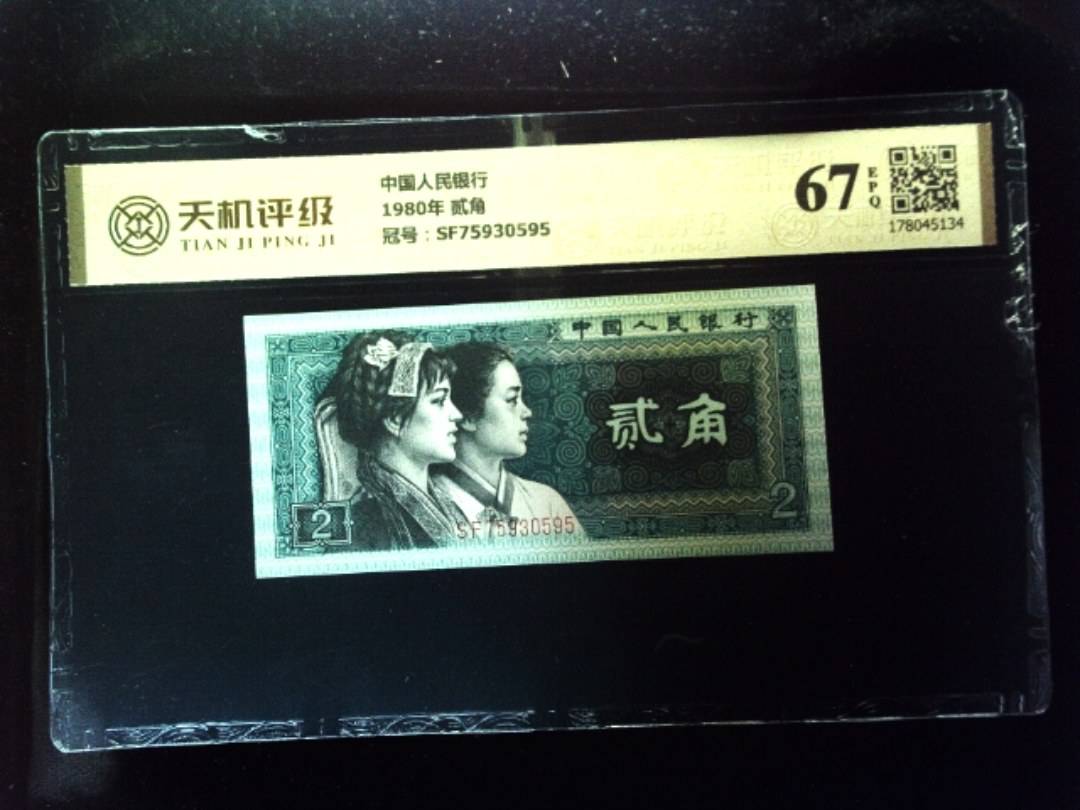 天机评级
TIAN JI PING JI
中国人民银行
1980年 贰角
冠号：SF75930595
67
EPQ
178045134
中国人民银行
贰角
2
2
SF75930595